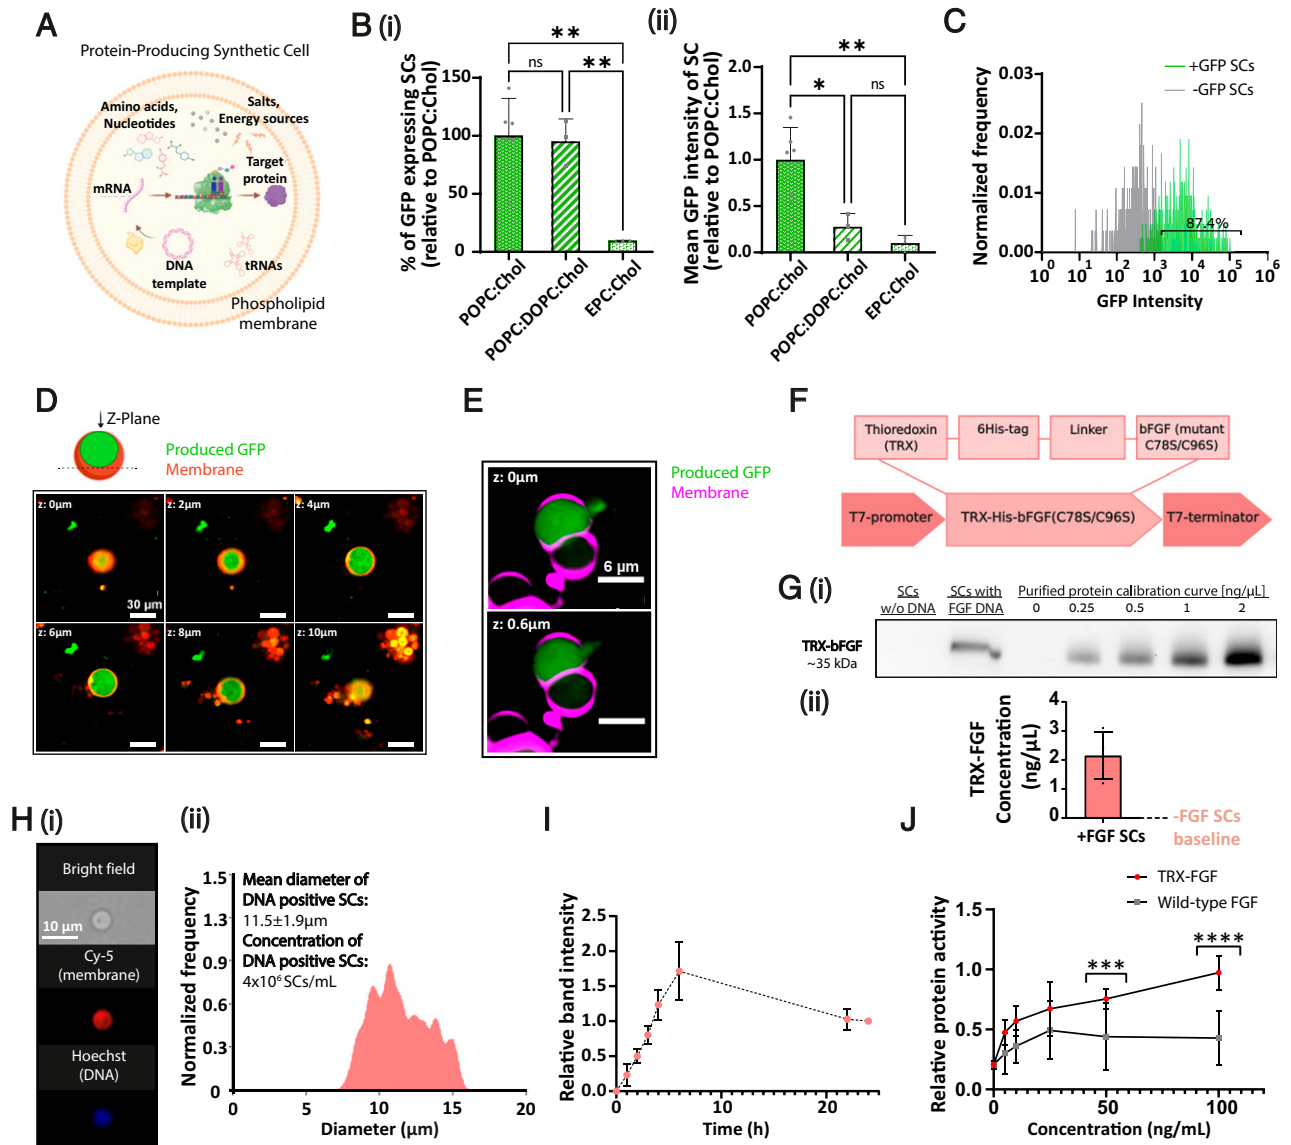 A
Protein-Producing Synthetic Cell
Amino acids,
Nucleotides
Salts,
Energy sources
mRNA
Target
protein
DNA
template
tRNAs
Phospholipid
membrane
B (i)
% of GFP expressing SCs
(relative to POPC:Chol)
150
100
50
0
**
ns
**
POPC:Chol
POPC:DOPC:Chol
EPC:Chol
(ii)
Mean GFP intensity of SC
(relative to POPC:Chol)
2.0
1.5
1.0
0.5
0.0
**
*
ns
POPC:Chol
POPC:DOPC:Chol
EPC:Chol
C
Normalized frequency
0.03
0.02
0.01
0.00
+GFP SCs
-GFP SCs
87.4%
10⁰ 10¹ 10² 10³ 10⁴ 10⁵ 10⁶
GFP Intensity
D
Z-Plane
Produced GFP
Membrane
z: 0µm
z: 2µm
z: 4µm
30 µm
z: 6µm
z: 8µm
z: 10µm
E
Produced GFP
Membrane
z: 0µm
6 µm
z: 0.6µm
F
Thioredoxin
(TRX)
6His-tag
Linker
bFGF (mutant
C78S/C96S)
T7-promoter
TRX-His-bFGF(C78S/C96S)
T7-terminator
G (i)
SCs
w/o DNA
SCs with
FGF DNA
Purified protein calibration curve [ng/µL]
0 0.25 0.5 1 2
TRX-bFGF
~35 kDa
(ii)
TRX-FGF
Concentration
(ng/µL)
4
3
2
1
0
+FGF SCs
-FGF SCs
baseline
H (i)
Bright field
10 µm
Cy-5
(membrane)
Hoechst
(DNA)
(ii)
Normalized frequency
1.5
1.3
0.9
0.6
0.3
0
Mean diameter of
DNA positive SCs:
11.5±1.9µm
Concentration of
DNA positive SCs:
4x10⁶ SCs/mL
0 5 10 15 20
Diameter (µm)
I
Relative band intensity
2.5
2.0
1.5
1.0
0.5
0.0
0 10 20
Time (h)
J
TRX-FGF
Wild-type FGF
Relative protein activity
1.5
1.0
0.5
0.0
***
****
0 50 100
Concentration (ng/mL)